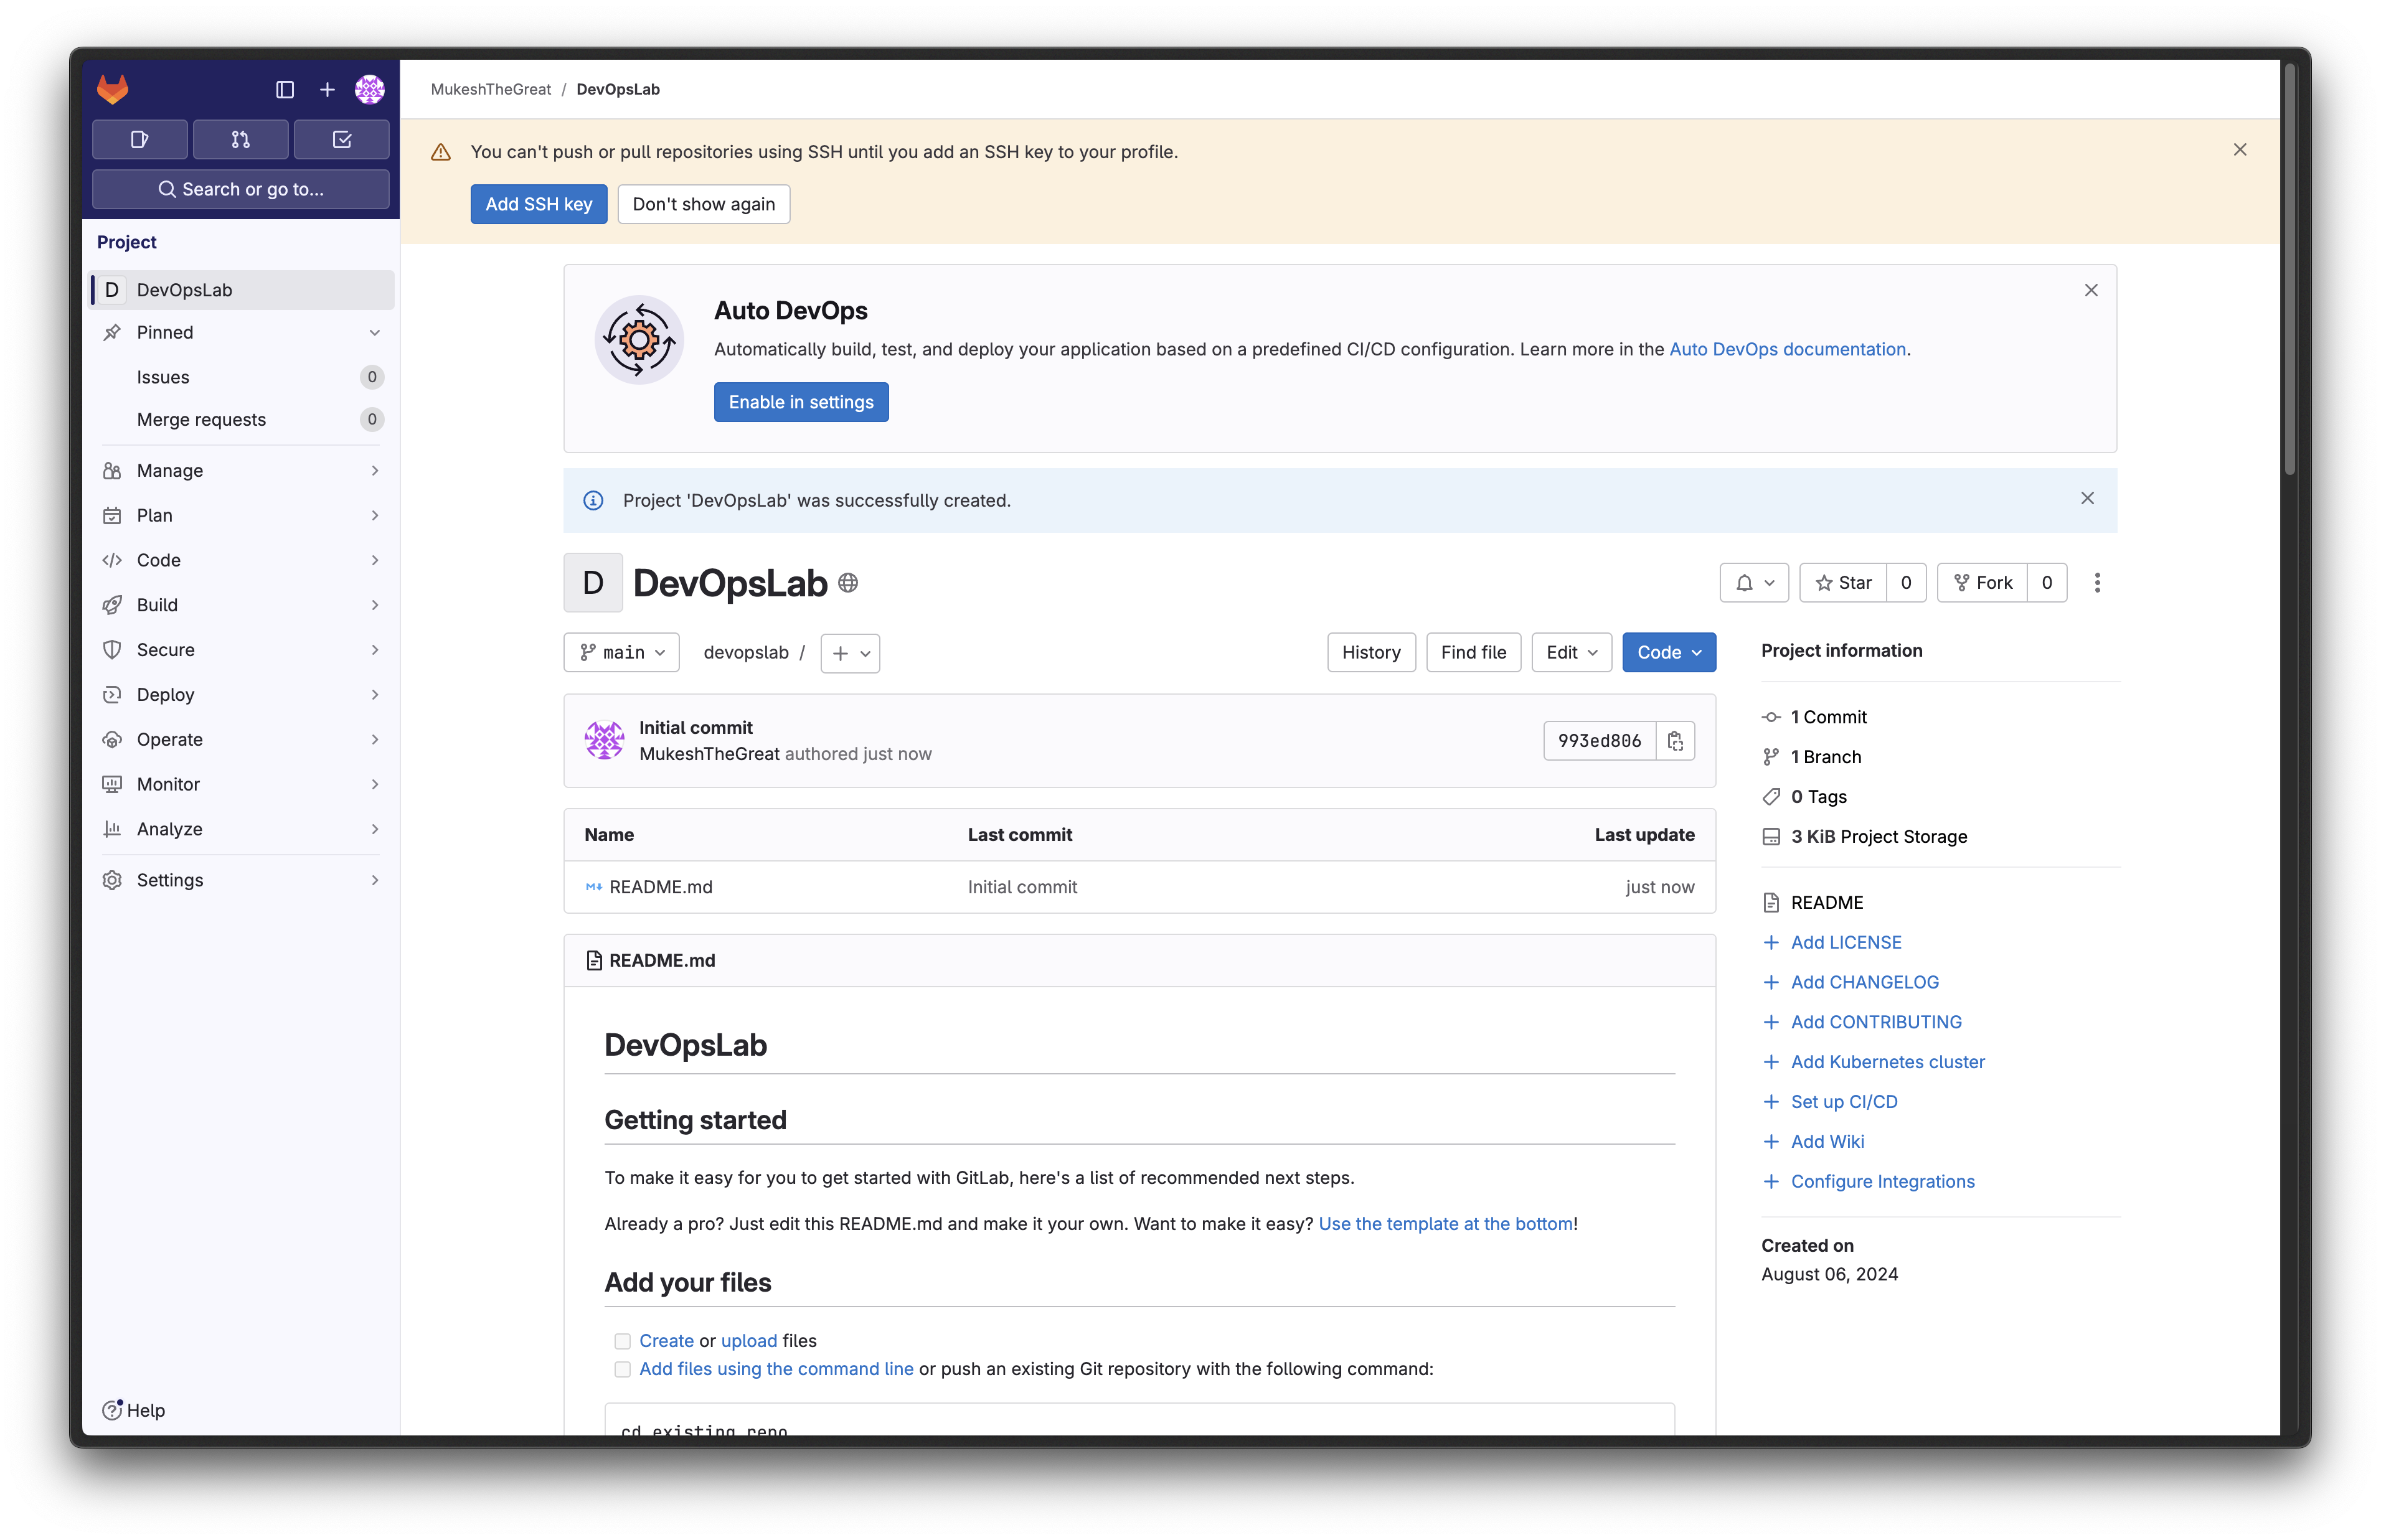 MukeshTheGreat / DevOpsLab
Search or go to...
Project
D DevOpsLab
Pinned
Issues 0
Merge requests 0
Manage
Plan
Code
Build
Secure
Deploy
Operate
Monitor
Analyze
Settings
Help
You can't push or pull repositories using SSH until you add an SSH key to your profile.
Add SSH key Don't show again
Auto DevOps
Automatically build, test, and deploy your application based on a predefined CI/CD configuration. Learn more in the Auto DevOps documentation.
Enable in settings
Project 'DevOpsLab' was successfully created.
D DevOpsLab
Star 0 Fork 0
main devopslab / +
History Find file Edit Code
Initial commit
MukeshTheGreat authored just now
993ed806
Name Last commit Last update
README.md Initial commit just now
README.md
DevOpsLab
Getting started
To make it easy for you to get started with GitLab, here's a list of recommended next steps.
Already a pro? Just edit this README.md and make it your own. Want to make it easy? Use the template at the bottom!
Add your files
Create or upload files
Add files using the command line or push an existing Git repository with the following command:
cd existing_repo
Project information
1 Commit
1 Branch
0 Tags
3 KiB Project Storage
README
+ Add LICENSE
+ Add CHANGELOG
+ Add CONTRIBUTING
+ Add Kubernetes cluster
+ Set up CI/CD
+ Add Wiki
+ Configure Integrations
Created on
August 06, 2024